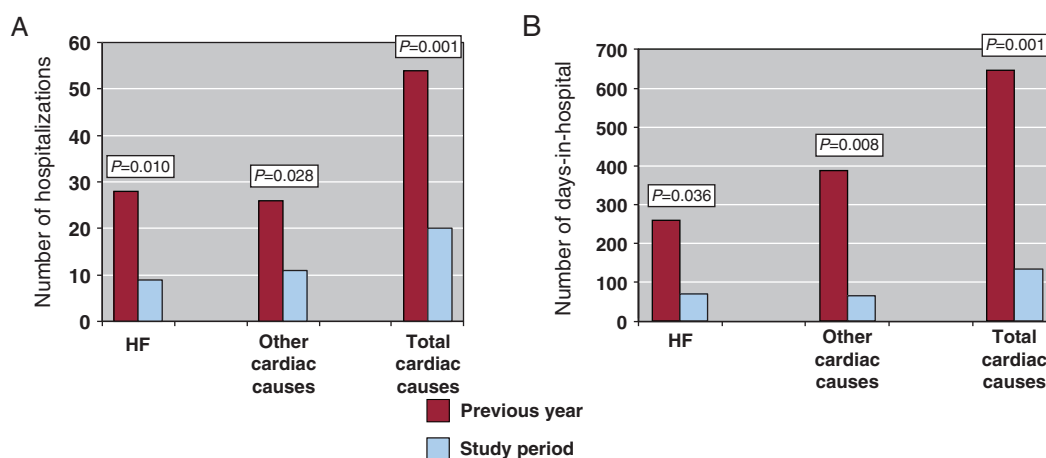 A
Number of hospitalizations
60
50
40
30
20
10
0
P=0.010
P=0.028
P=0.001
HF
Other
cardiac
causes
Total
cardiac
causes
B
Number of days-in-hospital
700
600
500
400
300
200
100
0
P=0.036
P=0.008
P=0.001
HF
Other
cardiac
causes
Total
cardiac
causes
Previous year
Study period